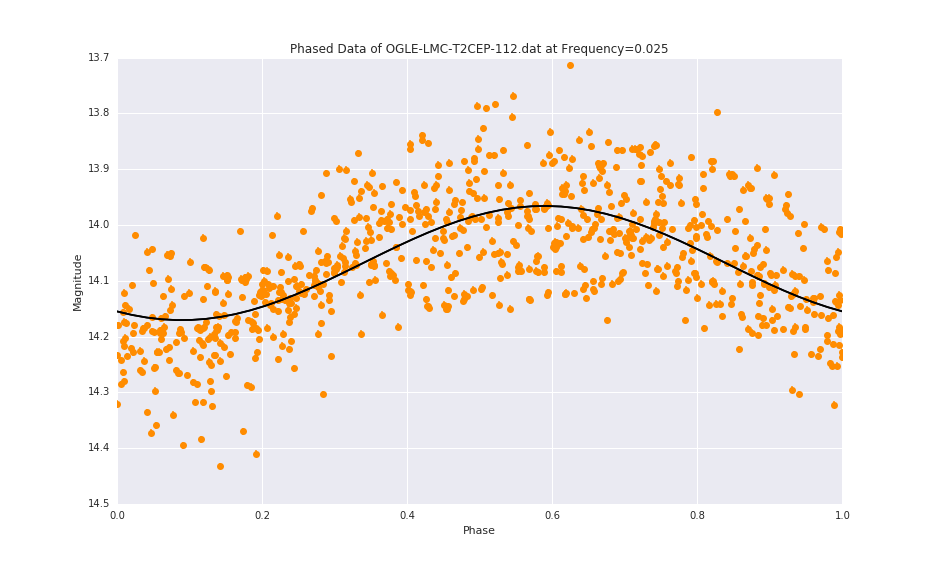 Phased Data of OGLE-LMC-T2CEP-112.dat at Frequency=0.025
13.7
13.8
13.9
14.0
14.1
14.2
14.3
14.4
14.5
Magnitude
0.0 0.2 0.4 0.6 0.8 1.0
Phase